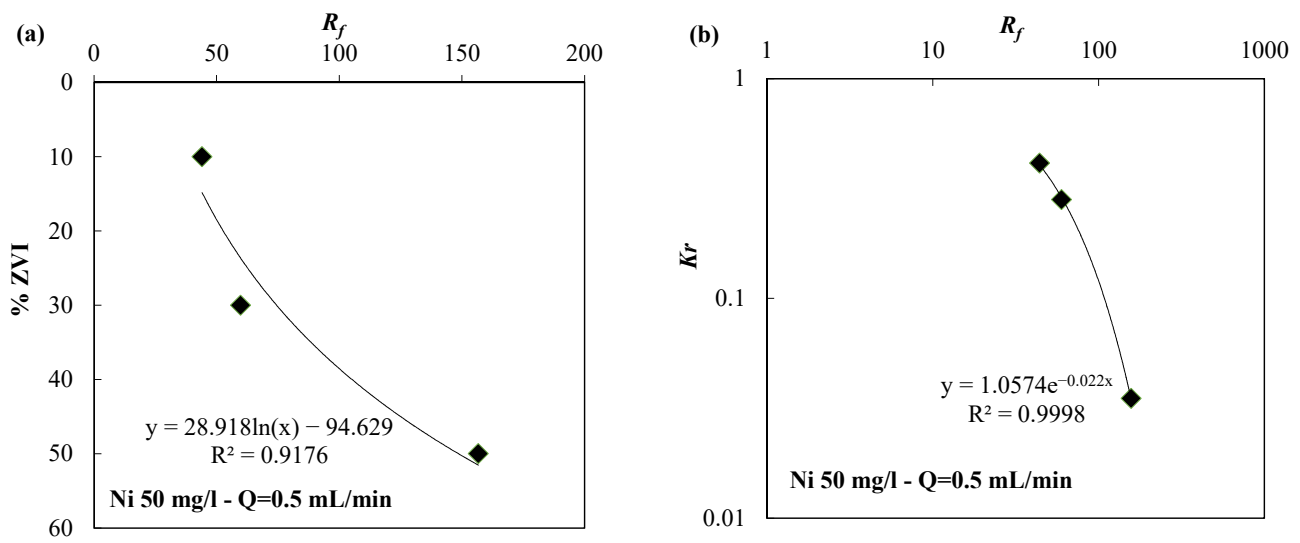 (a)
R_f
0 50 100 150 200
0
10
20
30
40
50
60
% ZVI
y = 28.918ln(x) − 94.629
R² = 0.9176
Ni 50 mg/l - Q=0.5 mL/min
(b)
R_f
1 10 100 1000
1
0.1
0.01
Kr
y = 1.0574e^−0.022x
R² = 0.9998
Ni 50 mg/l - Q=0.5 mL/min